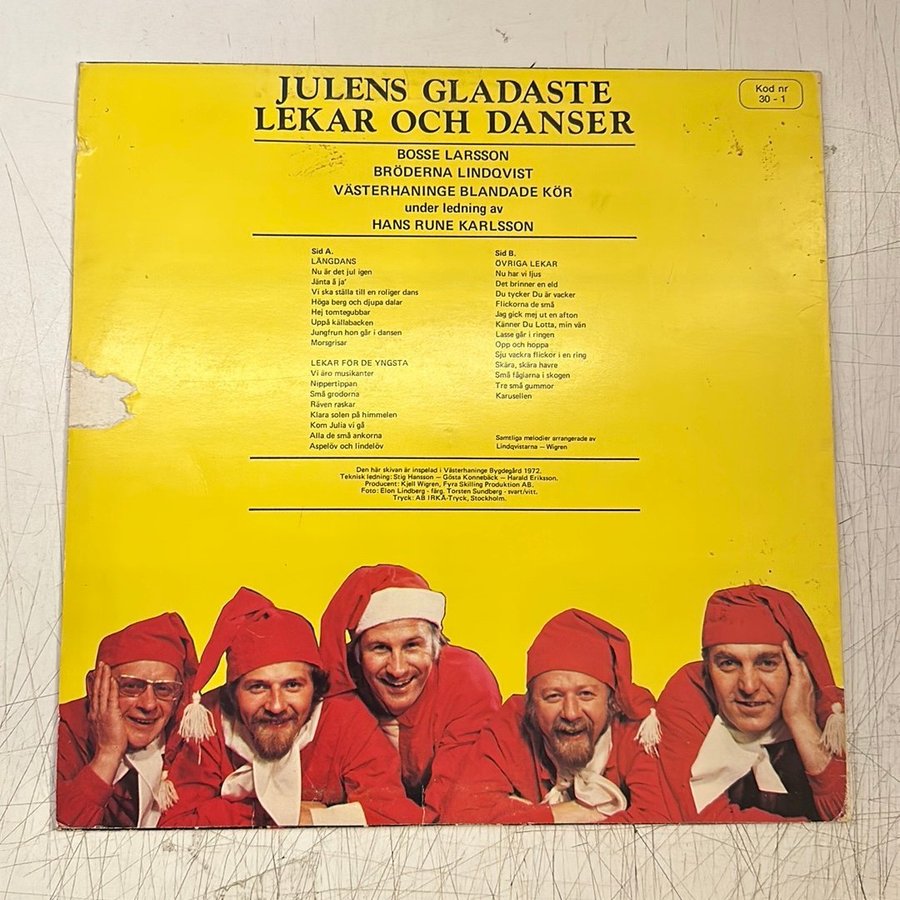 JULENS GLADASTE
LEKAR OCH DANSER
Kod nr
30 - 1
BOSSE LARSSON
BRÖDERNA LINDQVIST
VÄSTERHANINGE BLANDADE KÖR
under ledning av
HANS RUNE KARLSSON
Sid A.
LÅNGDANS
Nu är det jul igen
Jänta å ja'
Vi ska ställa till en roliger dans
Höga berg och djupa dalar
Hej tomtegubbar
Uppå källabacken
Jungfrun hon går i dansen
Morsgrisar
LEKAR FÖR DE YNGSTA
Vi äro musikanter
Nippertippan
Små grodorna
Räven raskar
Klara solen på himmelen
Kom Julia vi gå
Alla de små ankorna
Aspelöv och lindelöv
Sid B.
ÖVRIGA LEKAR
Nu har vi ljus
Det brinner en eld
Du tycker Du är vacker
Flickorna de små
Jag gick mej ut en afton
Känner Du Lotta, min vän
Lasse går i ringen
Opp och hoppa
Sju vackra flickor i en ring
Skära, skära havre
Små fåglarna i skogen
Tre små gummor
Karusellen
Samtliga melodier arrangerade av
Lindqvistarna — Wigren
Den här skivan är inspelad i Västerhaninge Bygdegård 1972.
Teknisk ledning: Stig Hansson — Gösta Konnebäck — Harald Eriksson.
Producent: Kjell Wigren, Fyra Skilling Produktion AB.
Foto: Elon Lindberg - färg. Torsten Sundberg - svart/vitt.
Tryck: AB IRKA-Tryck, Stockholm.